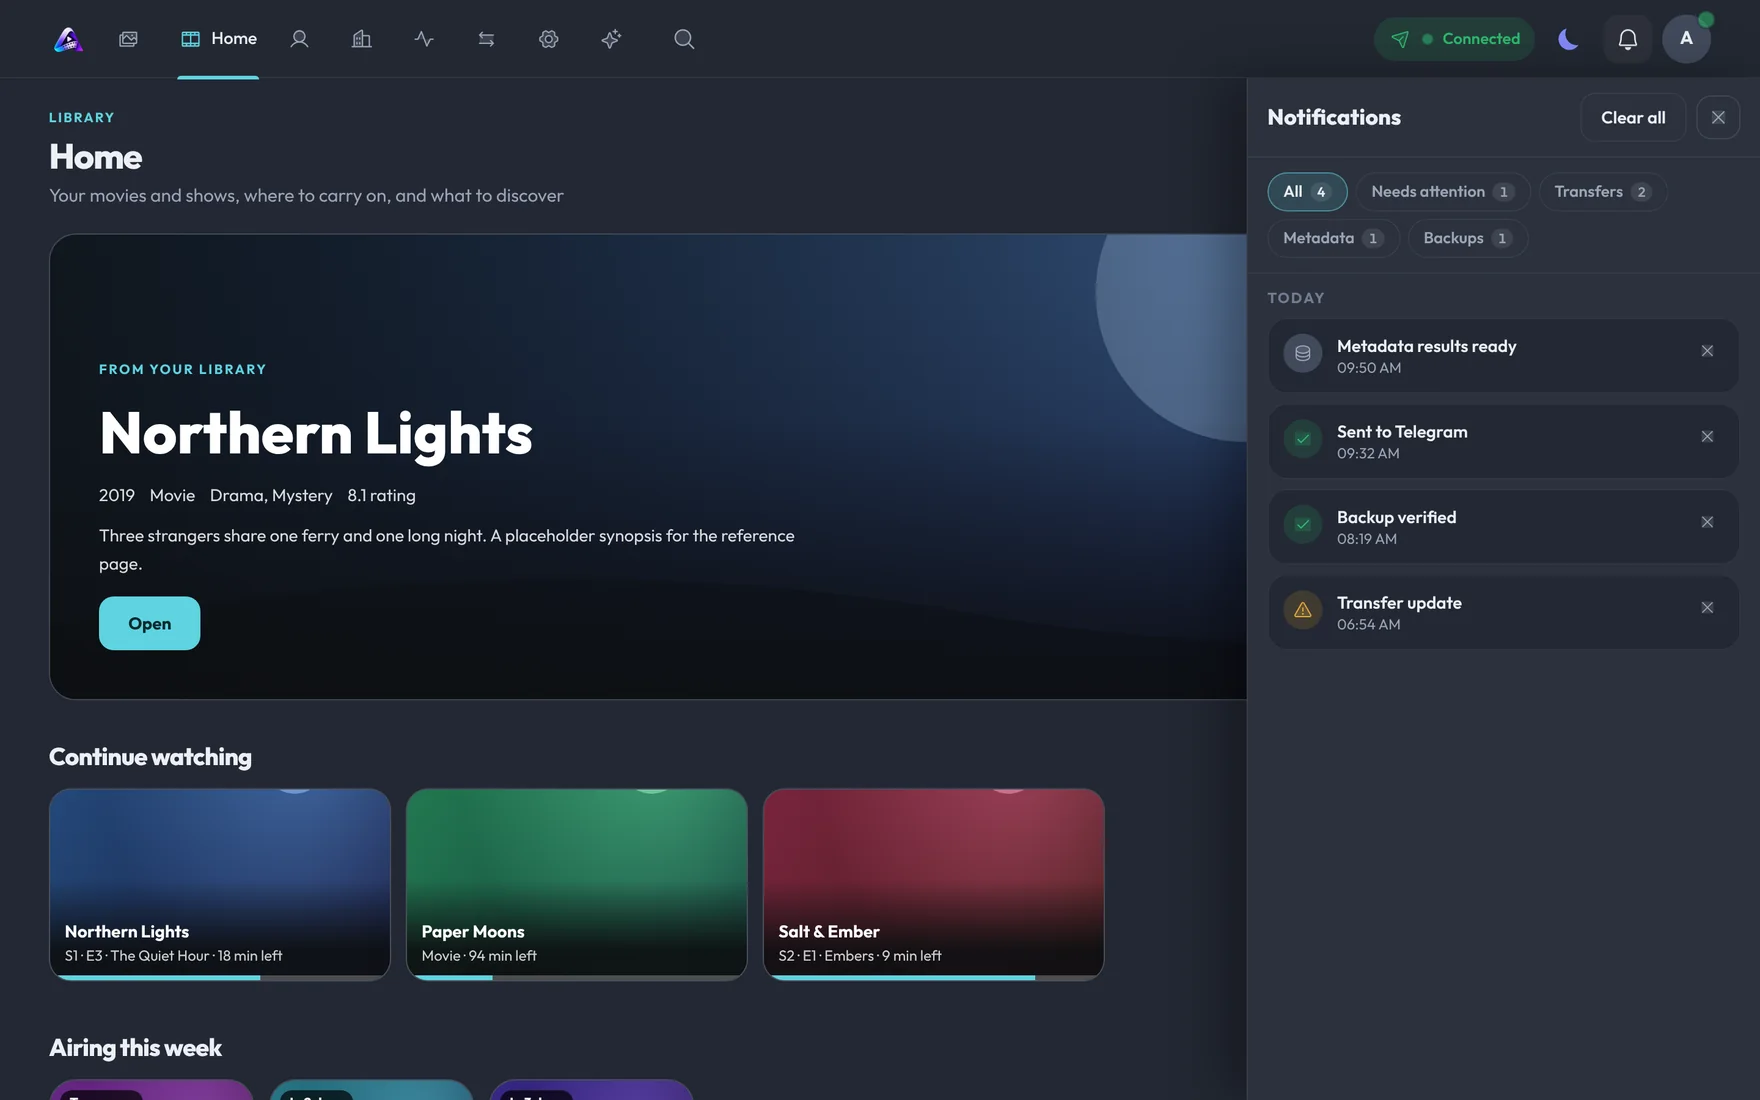 Home
Connected
A
LIBRARY
Home
Your movies and shows, where to carry on, and what to discover
FROM YOUR LIBRARY
Northern Lights
2019 Movie Drama, Mystery 8.1 rating
Three strangers share one ferry and one long night. A placeholder synopsis for the reference
page.
Open
Continue watching
Northern Lights
S1 · E3 · The Quiet Hour · 18 min left
Paper Moons
Movie · 94 min left
Salt & Ember
S2 · E1 · Embers · 9 min left
Airing this week
Notifications
Clear all
All 4
Needs attention 1
Transfers 2
Metadata 1
Backups 1
TODAY
Metadata results ready
09:50 AM
Sent to Telegram
09:32 AM
Backup verified
08:19 AM
Transfer update
06:54 AM